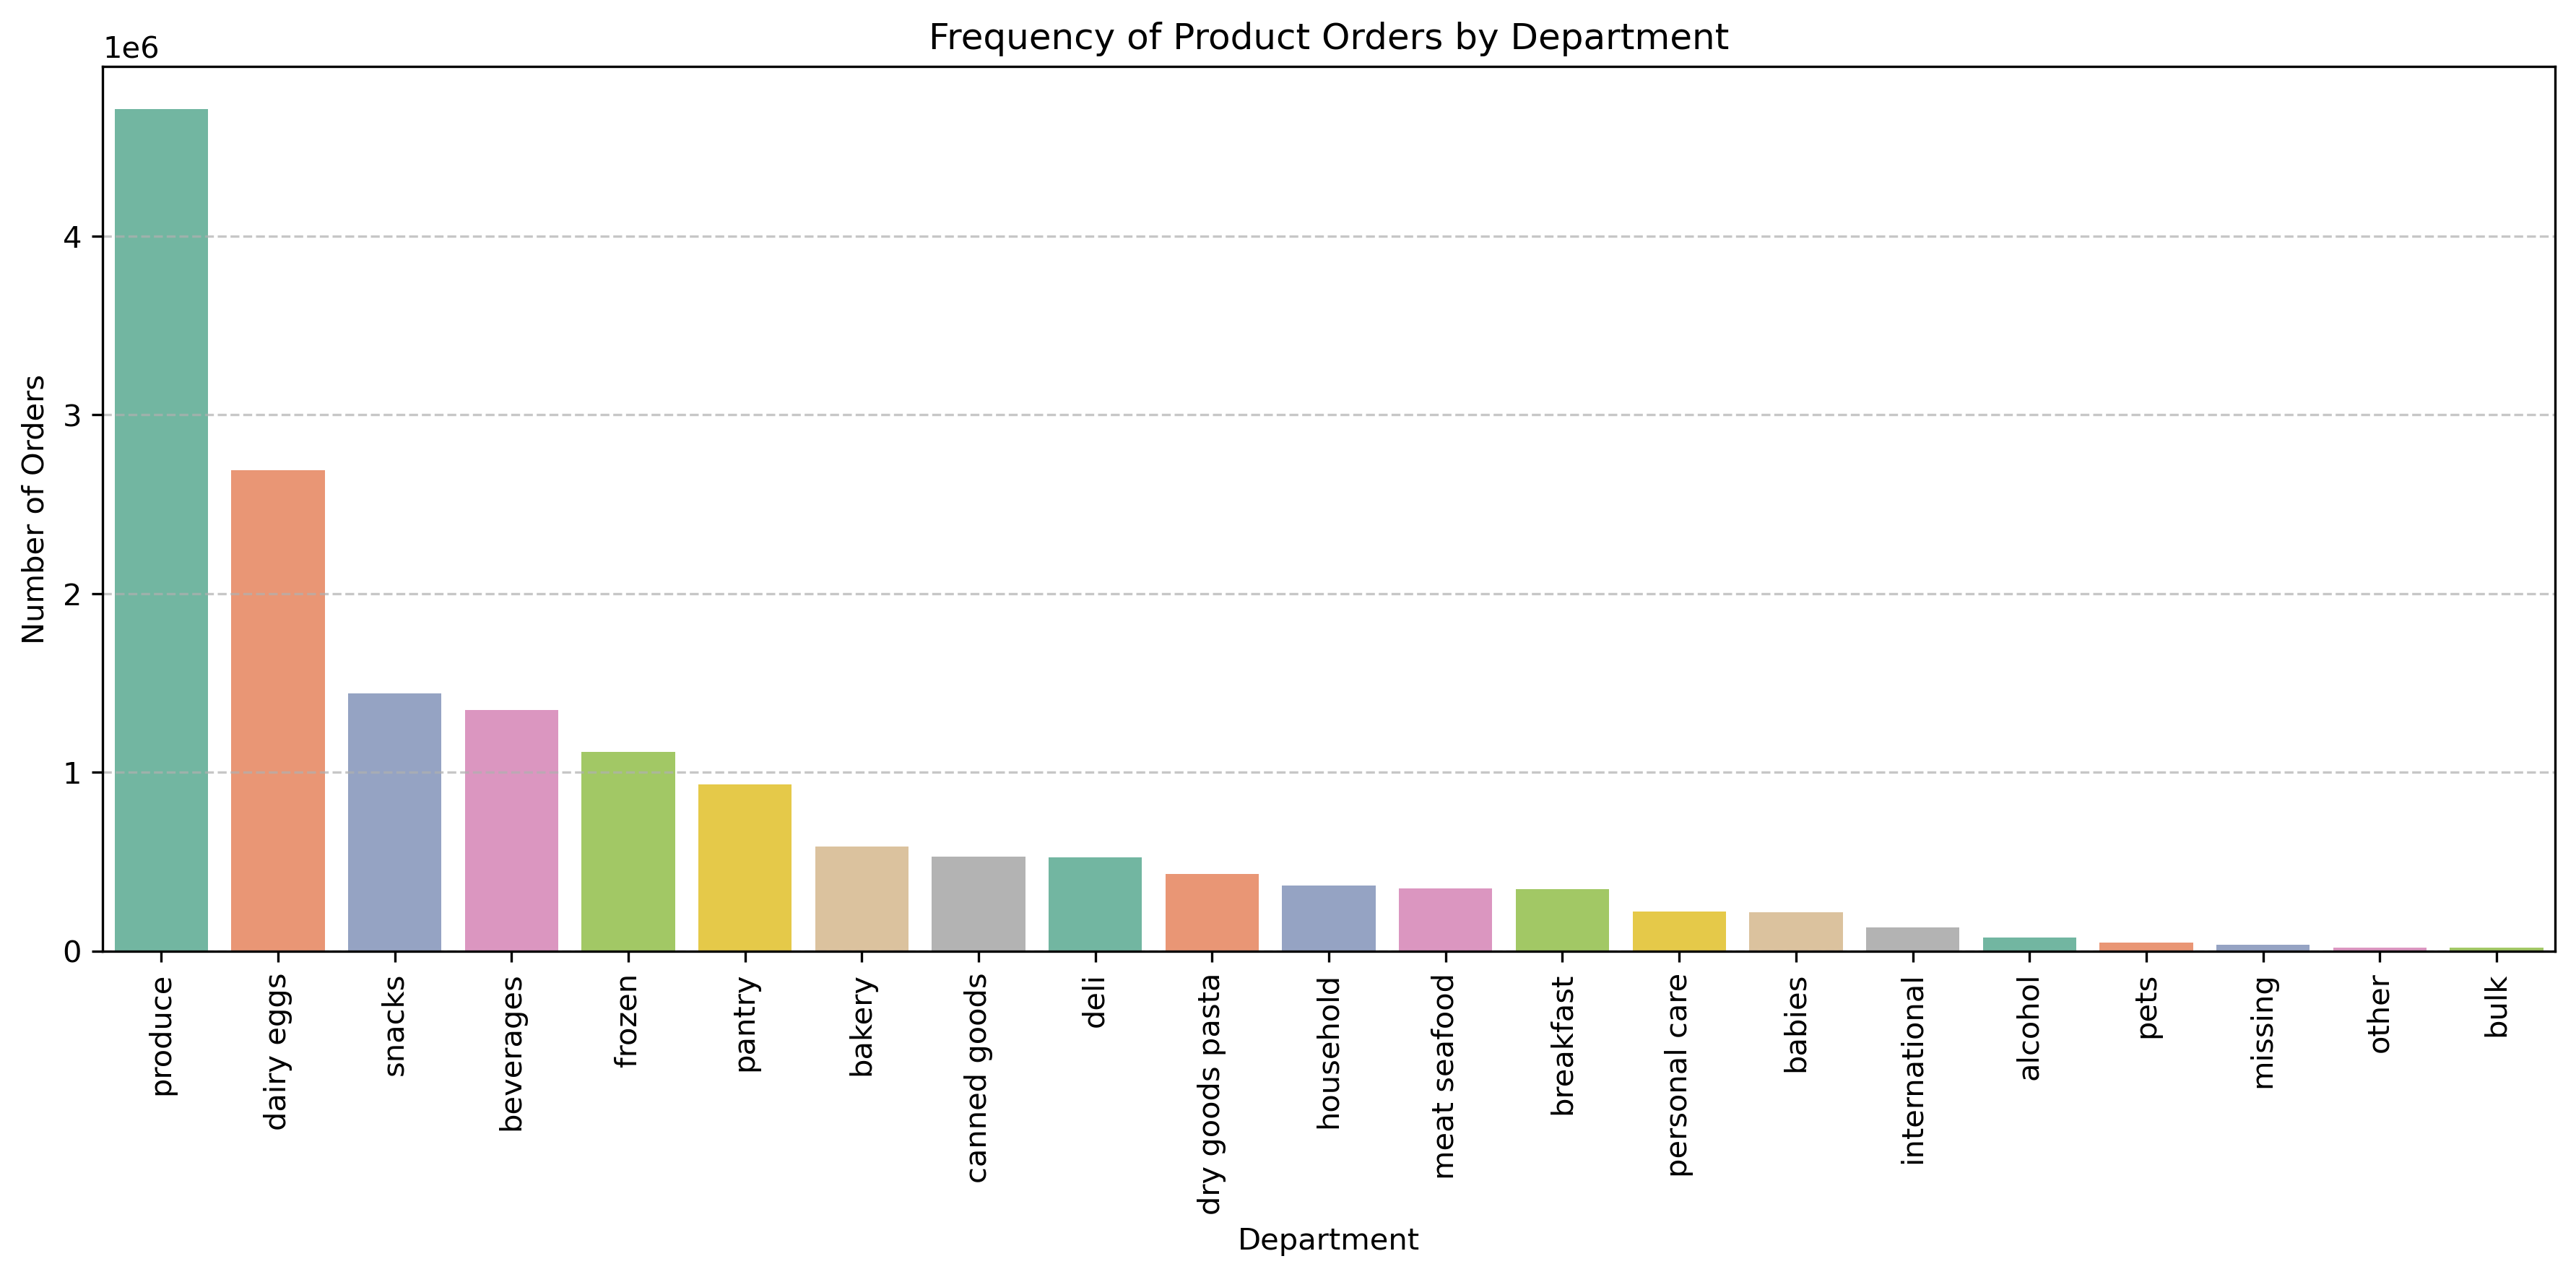 Frequency of Product Orders by Department
1e6
4
3
2
1
0
Number of Orders
produce
dairy eggs
snacks
beverages
frozen
pantry
bakery
canned goods
deli
dry goods pasta
household
meat seafood
breakfast
personal care
babies
international
alcohol
pets
missing
other
bulk
Department